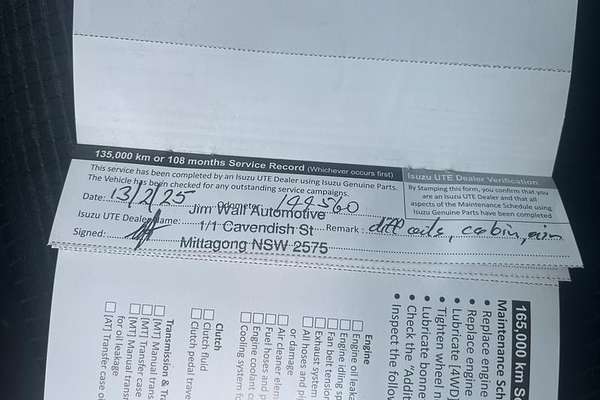 135,000 km or 108 months Service Record (Whichever occurs first)
This service has been completed by an Isuzu UTE Dealer using Isuzu Genuine Parts.
The Vehicle has been checked for any outstanding service campaigns.
Date: 13/2/25 Odometer: 144560
Isuzu UTE Dealer Name: Jim Wall Automotive
1/1 Cavendish St
Mittagong NSW 2575
Signed:
Remark: diff oils, cabin, air
Isuzu UTE Dealer Verification
By Stamping this form, you confirm that you
are an Isuzu UTE Dealer and that all
aspects of the Maintenance Schedule using
Isuzu Genuine Parts have been completed
165,000 km S
Maintenance Sch
• Replace engine
• Replace engine
• Lubricate [4WD]
• Tighten wheel n
• Lubricate bonne
• Check the "Addit
• Inspect the follow
Engine
Engine oil leak
Engine idling sp
Fan belt tension
Exhaust system
All hoses and pi
or damage
Air cleaner elem
Fuel hoses and p
Engine coolant c
Cooling system f
Clutch
Clutch fluid
Clutch pedal trave
Transmission & Tr
[MT] Manual tran
[MT] Transfer case
[MT] Manual transm
for oil leakage
[AT] Transfer case o